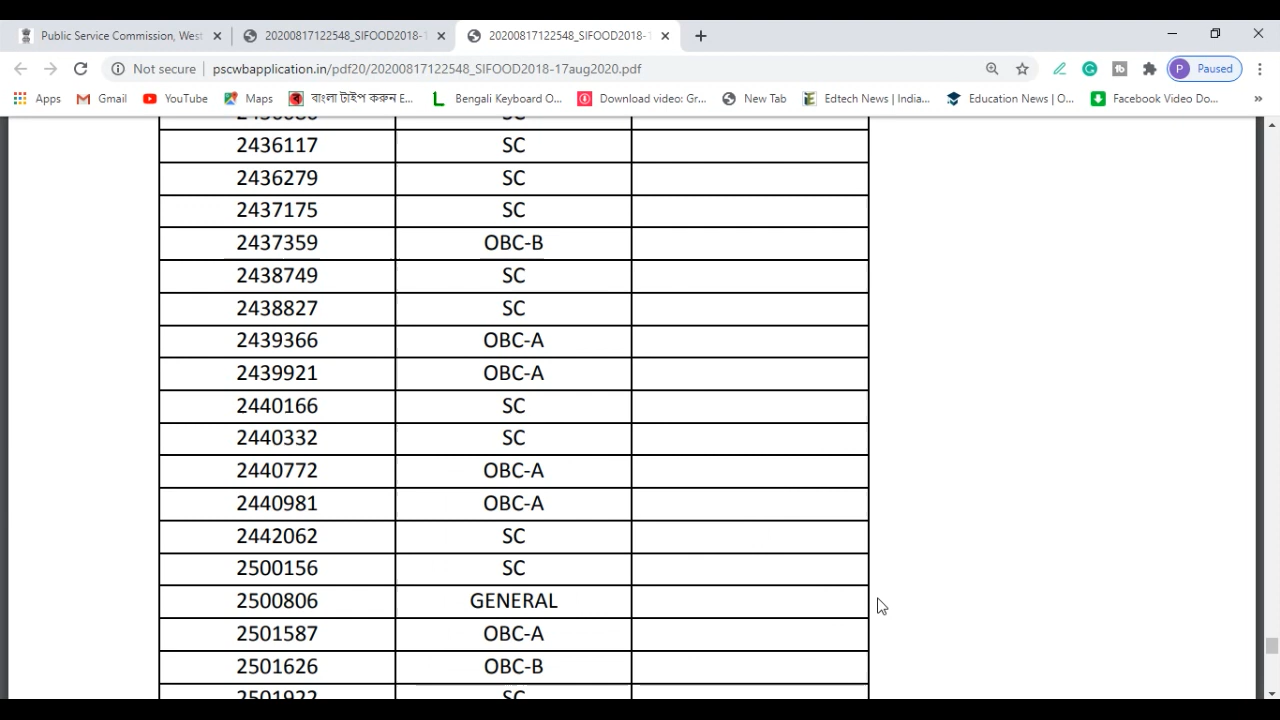 Public Service Commission, West
20200817122548_SIFOOD2018-1
20200817122548_SIFOOD2018-1
Not secure pscwbapplication.in/pdf20/20200817122548_SIFOOD2018-17aug2020.pdf P Paused
Apps Gmail YouTube Maps বাংলা টাইপ করুন E... Bengali Keyboard O... Download video: Gr... New Tab Edtech News | India... Education News | O... Facebook Video Do... »
2436117 SC
2436279 SC
2437175 SC
2437359 OBC-B
2438749 SC
2438827 SC
2439366 OBC-A
2439921 OBC-A
2440166 SC
2440332 SC
2440772 OBC-A
2440981 OBC-A
2442062 SC
2500156 SC
2500806 GENERAL
2501587 OBC-A
2501626 OBC-B
2501922 SC